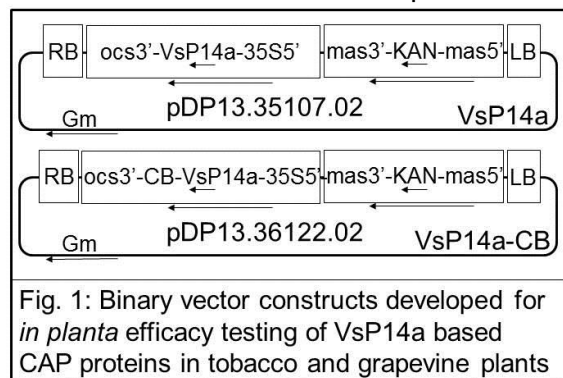 RB ocs3'-VsP14a-35S5' mas3'-KAN-mas5' LB
pDP13.35107.02
Gm VsP14a
RB ocs3'-CB-VsP14a-35S5' mas3'-KAN-mas5' LB
pDP13.36122.02
Gm VsP14a-CB
Fig. 1: Binary vector constructs developed for
in planta efficacy testing of VsP14a based
CAP proteins in tobacco and grapevine plants